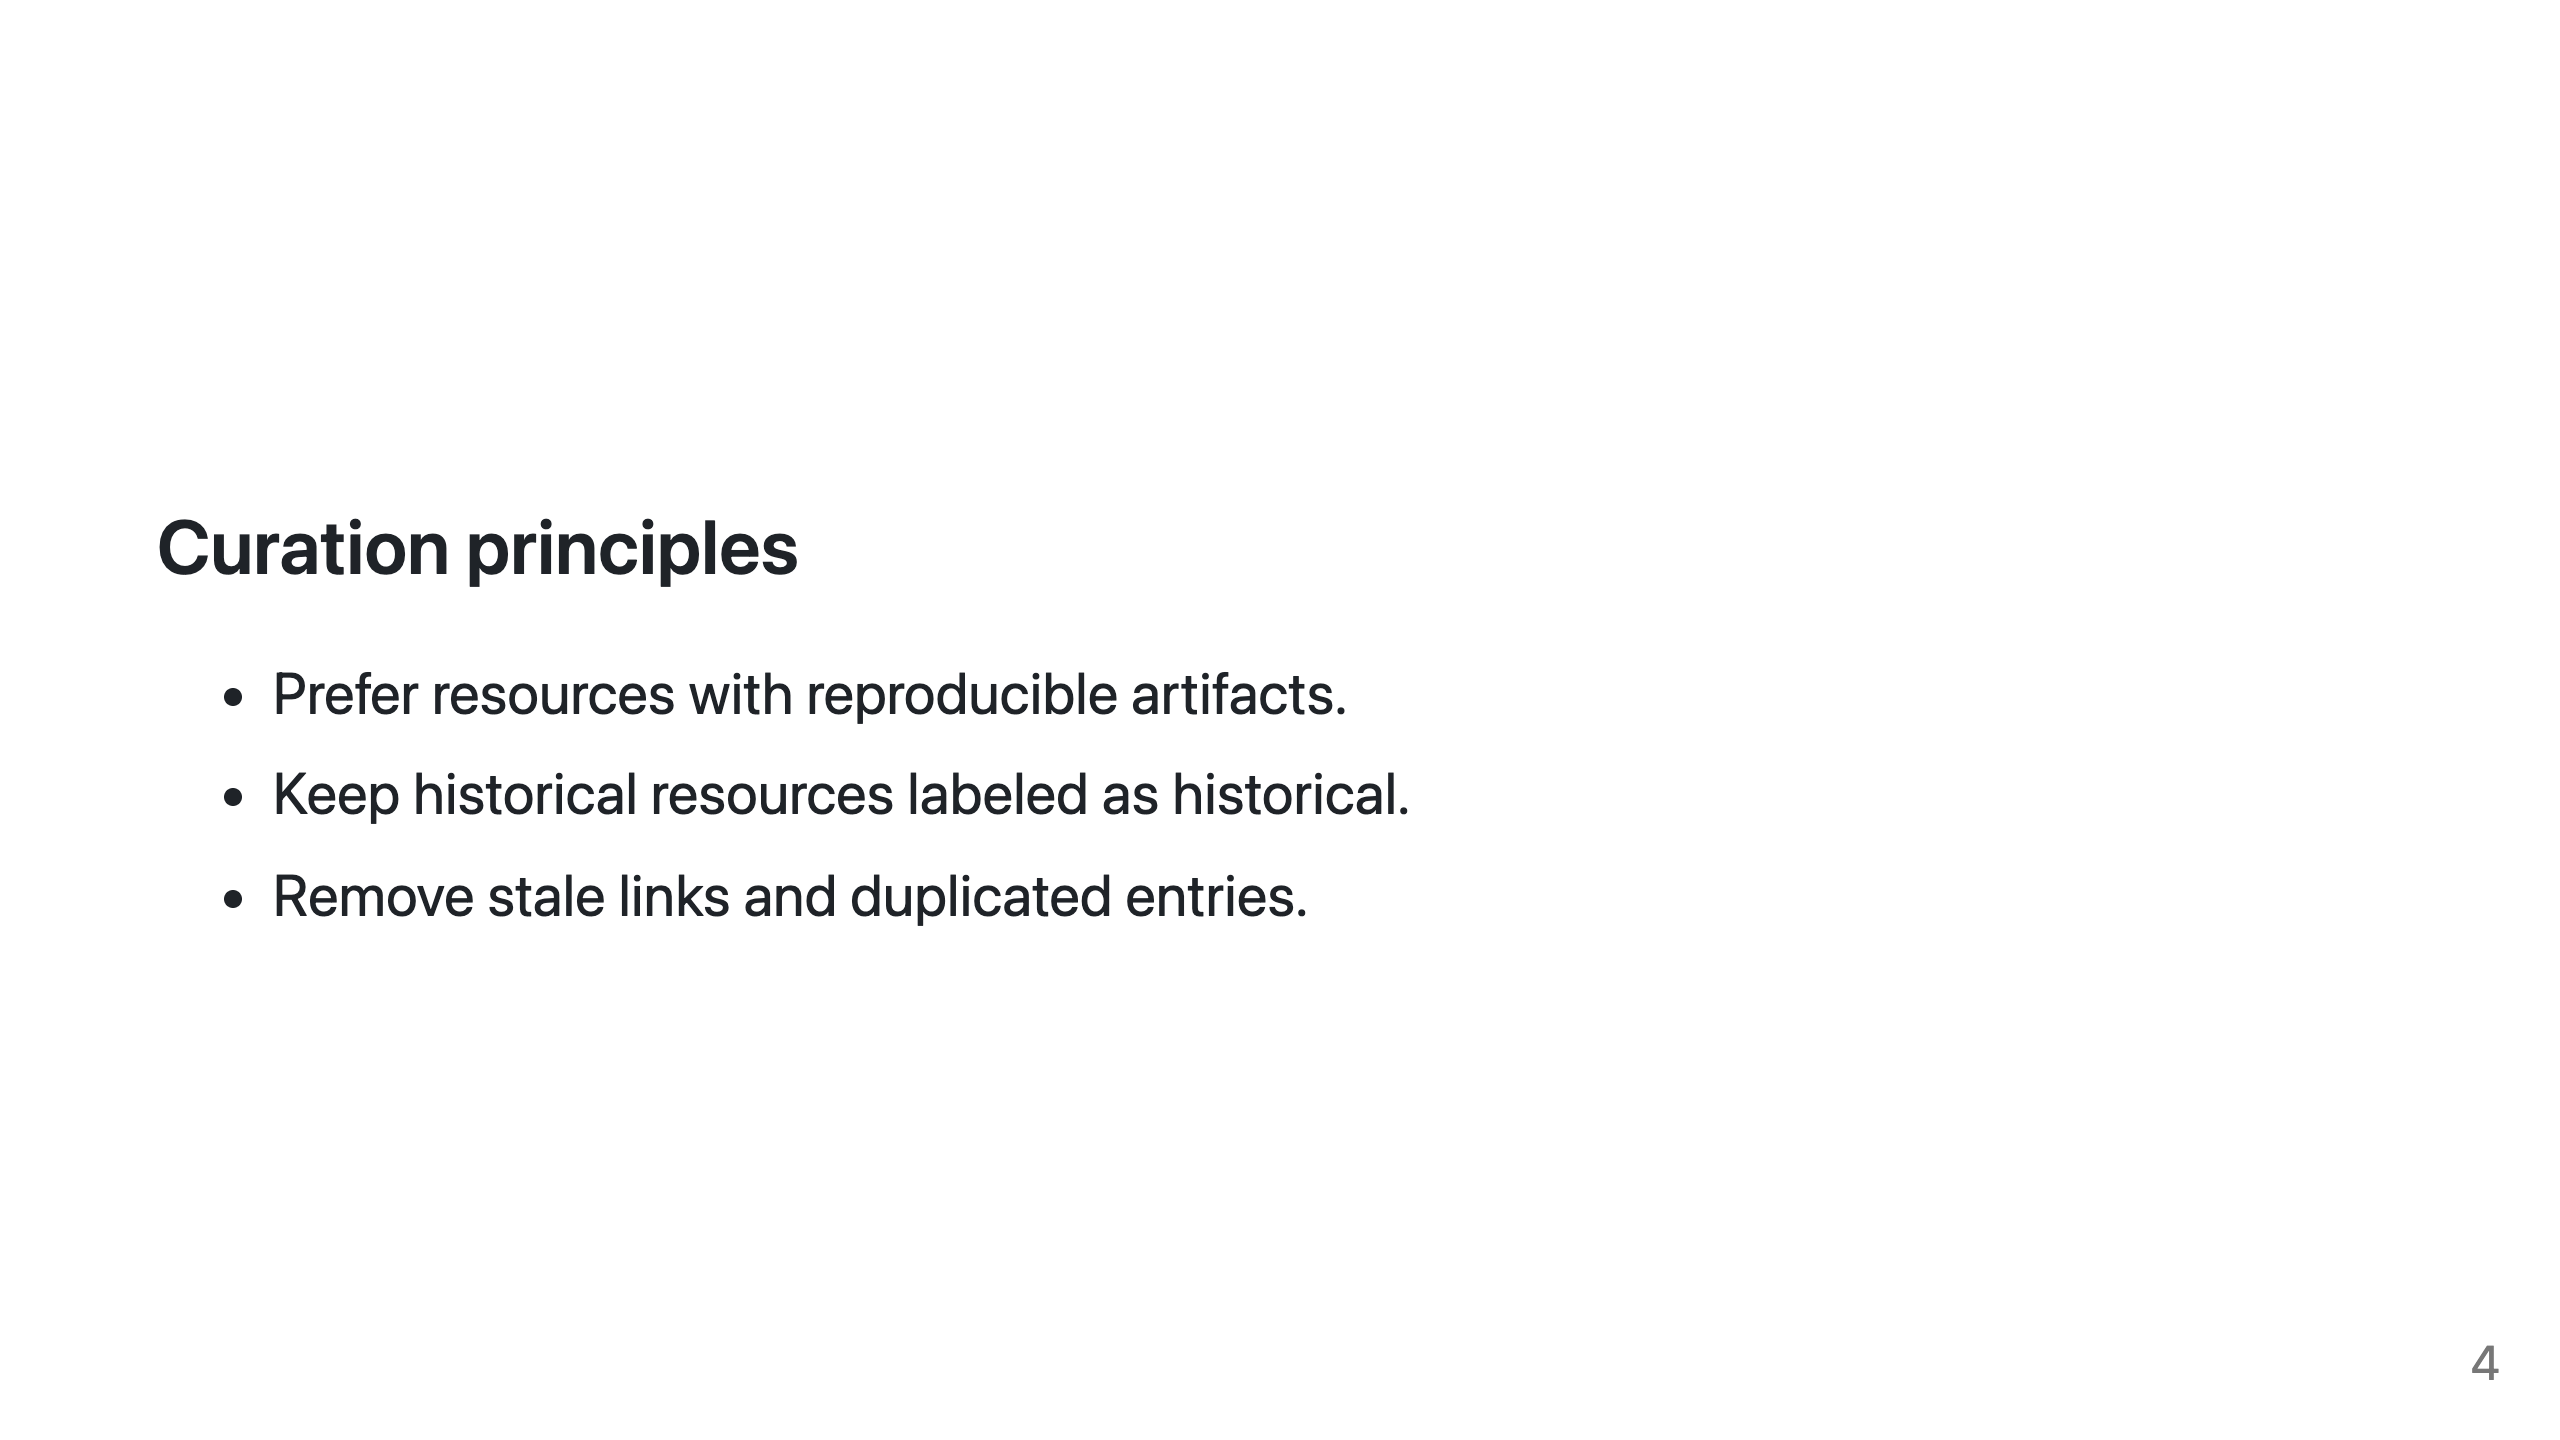 Curation principles
• Prefer resources with reproducible artifacts.
• Keep historical resources labeled as historical.
• Remove stale links and duplicated entries.
4